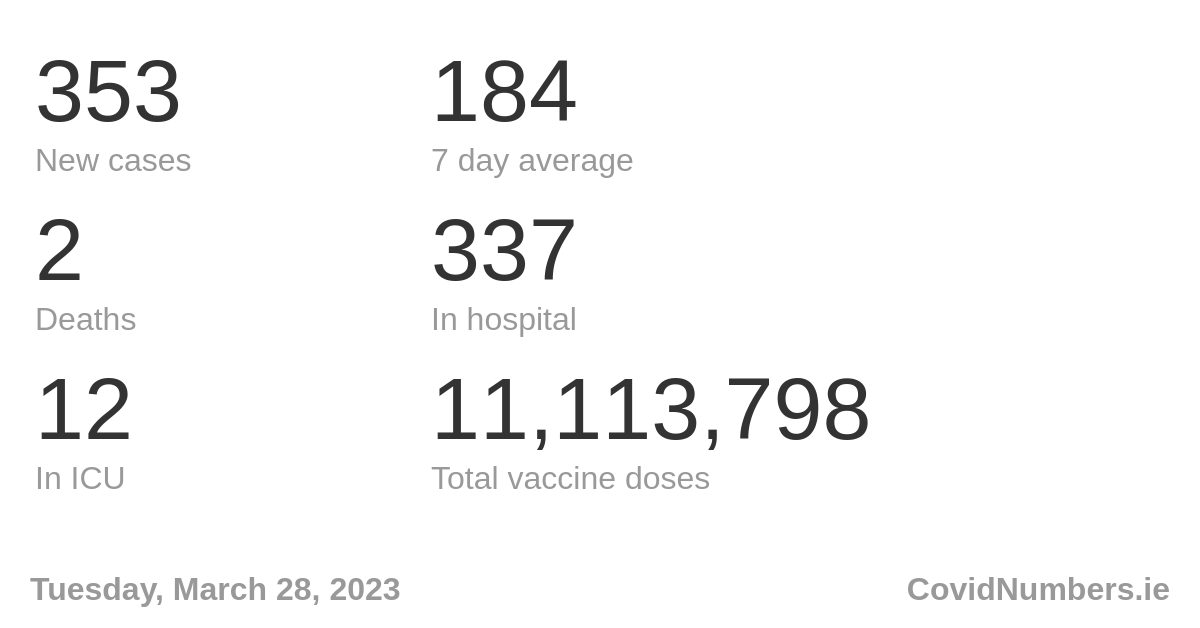 353
184
New cases
7 day average
2
337
Deaths
In hospital
12
11,113,798
In ICU
Total vaccine doses
Tuesday, March 28, 2023
CovidNumbers.ie